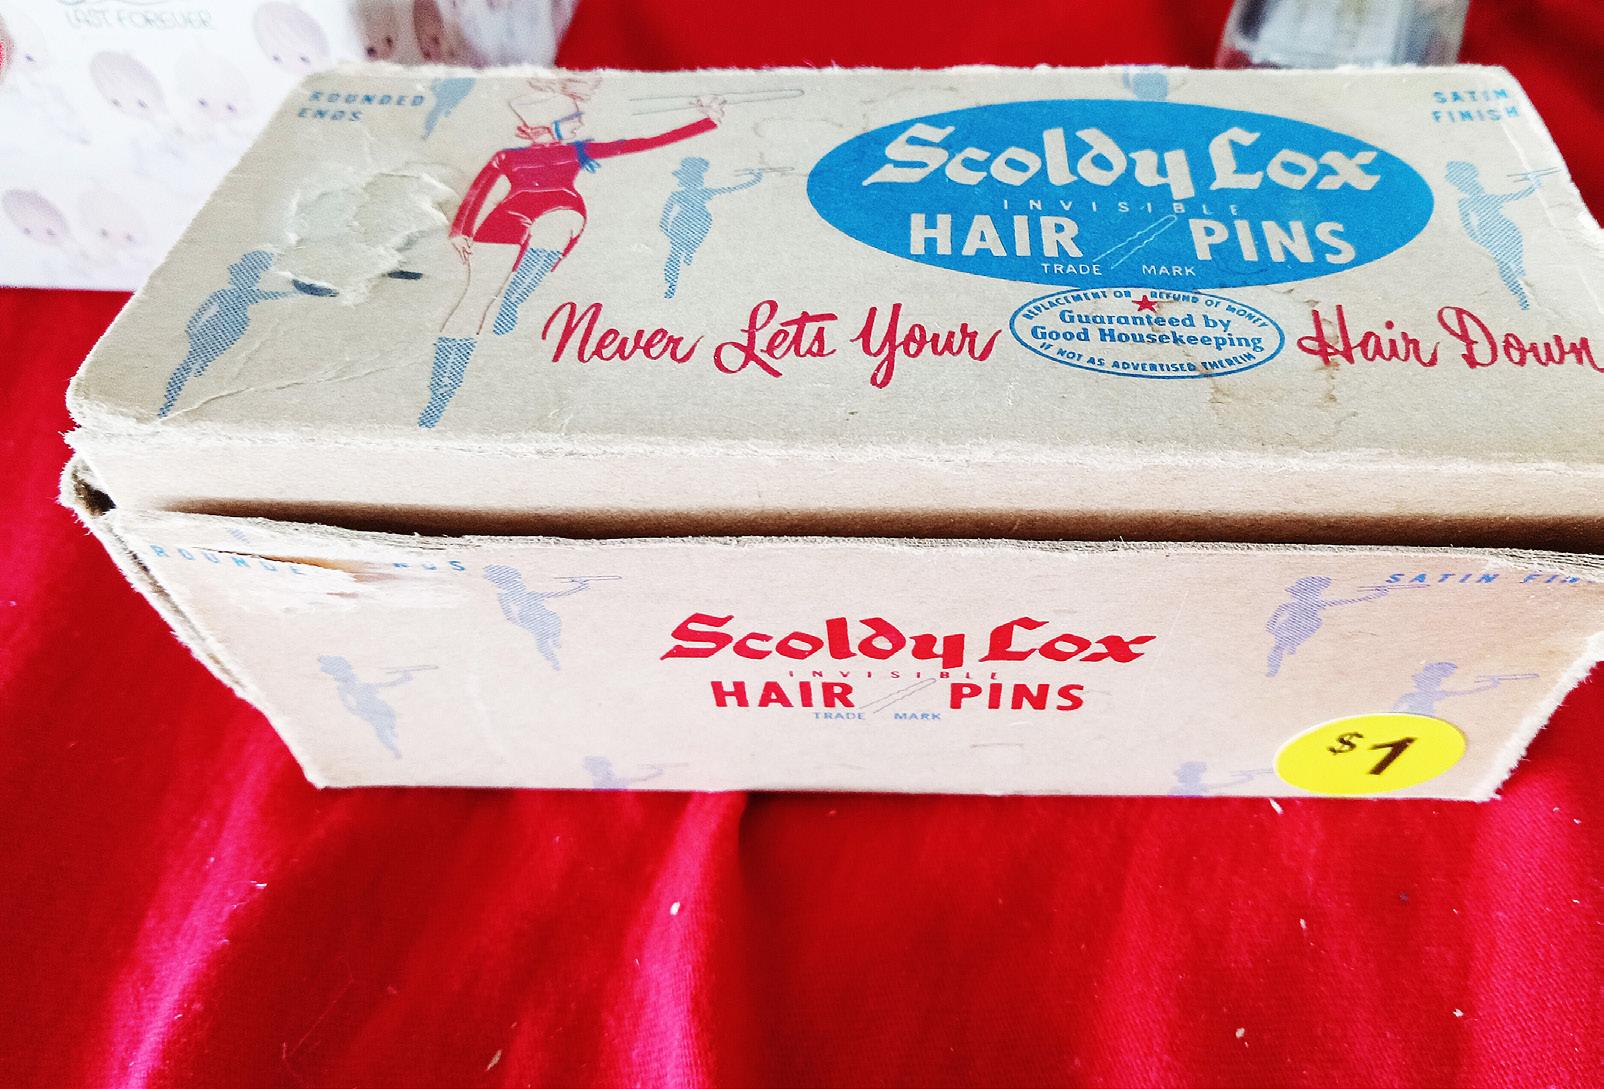 LAST FOREVER
ROUNDED
ENDS
SATIN
FINISH
Scoldy Lox
INVISIBLE
HAIR PINS
TRADE MARK
Never Lets Your Hair Down
REPLACEMENT OR REFUND OF MONEY
Guaranteed by
Good Housekeeping
IF NOT AS ADVERTISED THEREIN
SATIN
Scoldy Lox
INVISIBLE
HAIR PINS
TRADE MARK
$1